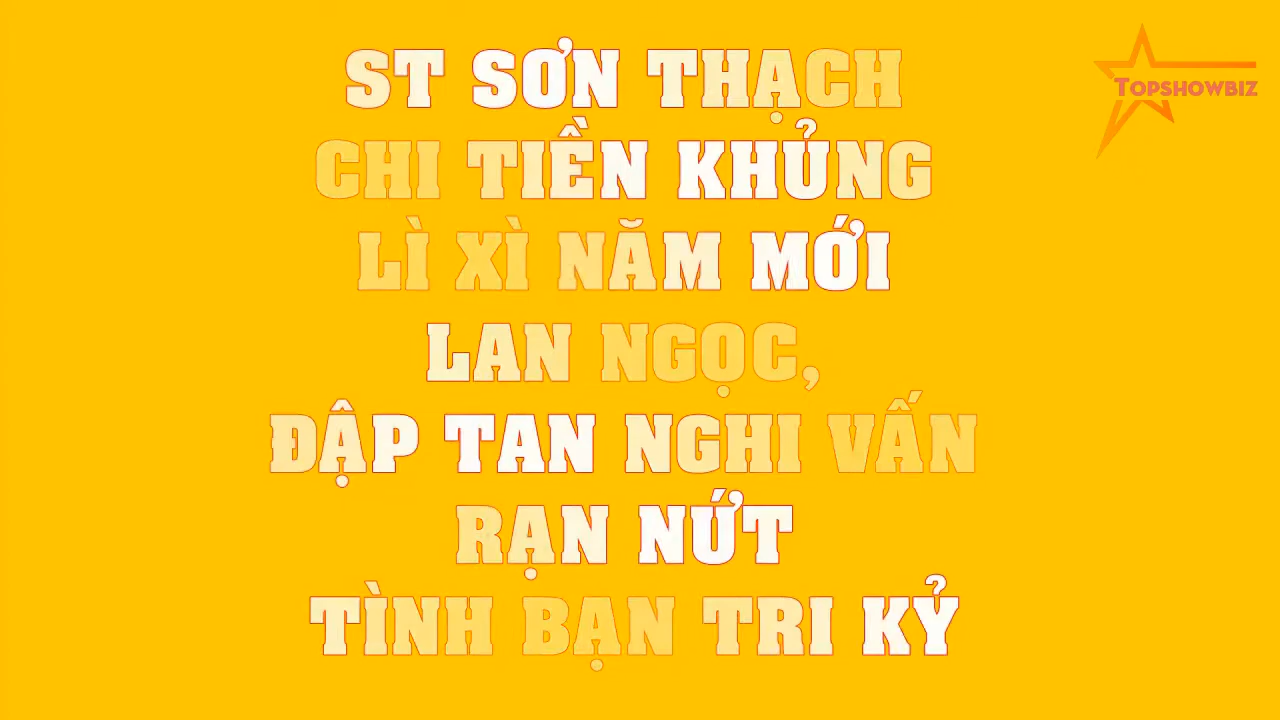 ST SƠN THẠCH
TOPSHOWBIZ
CHI TIỀN KHỦNG
LÌ XÌ NĂM MỚI
LAN NGỌC,
ĐẬP TAN NGHI VẤN
RẠN NỨT
TÌNH BẠN TRI KỶ